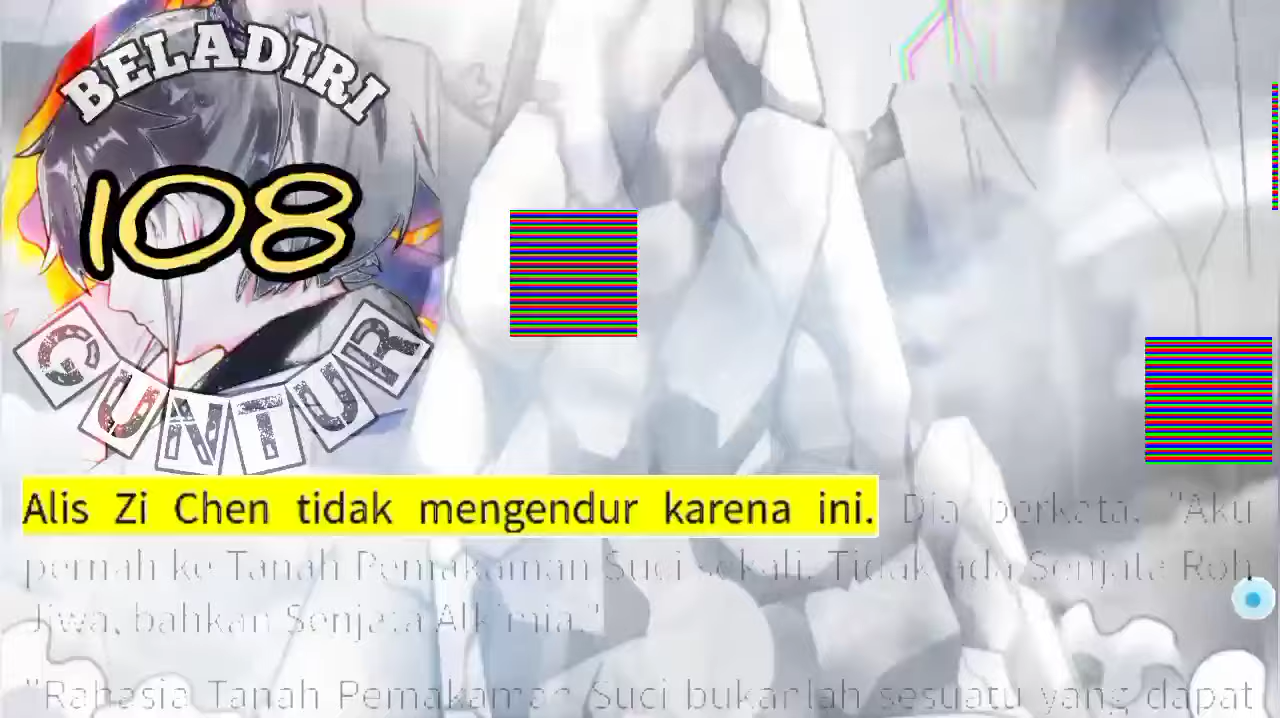 BELADIRI
108
GUNTUR
Alis Zi Chen tidak mengendur karena ini. Dia berkata, "Aku
pernah ke Tanah Pemakaman Suci sekali. Tidak ada Senjata Roh
Jiwa, bahkan Senjata Alkimia."
"Rahasia Tanah Pemakaman Suci bukanlah sesuatu yang dapat